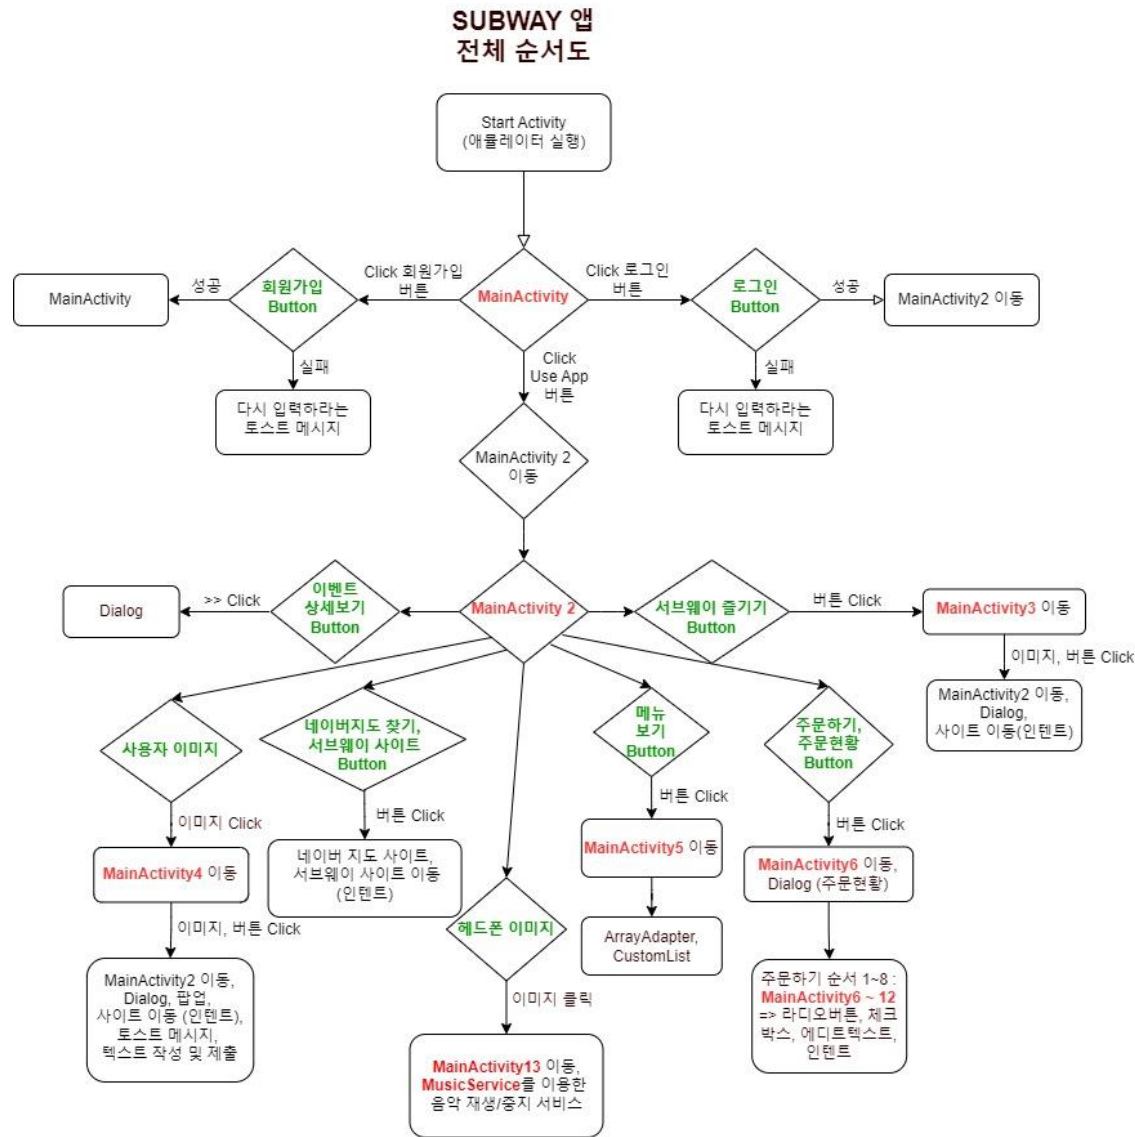 SUBWAY 앱
전체 순서도
Start Activity
(애뮬레이터 실행)
Click 회원가입
버튼
Click 로그인
버튼
성공
회원가입
Button
MainActivity
로그인
Button
성공
MainActivity
MainActivity2 이동
실패
Click
Use App
버튼
실패
다시 입력하라는
토스트 메시지
다시 입력하라는
토스트 메시지
MainActivity 2
이동
Dialog
>> Click
이벤트
상세보기
Button
MainActivity 2
서브웨이 즐기기
Button
버튼 Click
MainActivity3 이동
이미지, 버튼 Click
MainActivity2 이동,
Dialog,
사이트 이동(인텐트)
사용자 이미지
네이버지도 찾기,
서브웨이 사이트
Button
메뉴
보기
Button
주문하기,
주문현황
Button
이미지 Click
버튼 Click
버튼 Click
버튼 Click
MainActivity4 이동
네이버 지도 사이트,
서브웨이 사이트 이동
(인텐트)
MainActivity5 이동
MainActivity6 이동,
Dialog (주문현황)
이미지, 버튼 Click
헤드폰 이미지
ArrayAdapter,
CustomList
MainActivity2 이동,
Dialog, 팝업,
사이트 이동 (인텐트),
토스트 메시지,
텍스트 작성 및 제출
이미지 클릭
주문하기 순서 1~8 :
MainActivity6 ~ 12
=> 라디오버튼, 체크
박스, 에디트텍스트,
인텐트
MainActivity13 이동,
MusicService를 이용한
음악 재생/중지 서비스